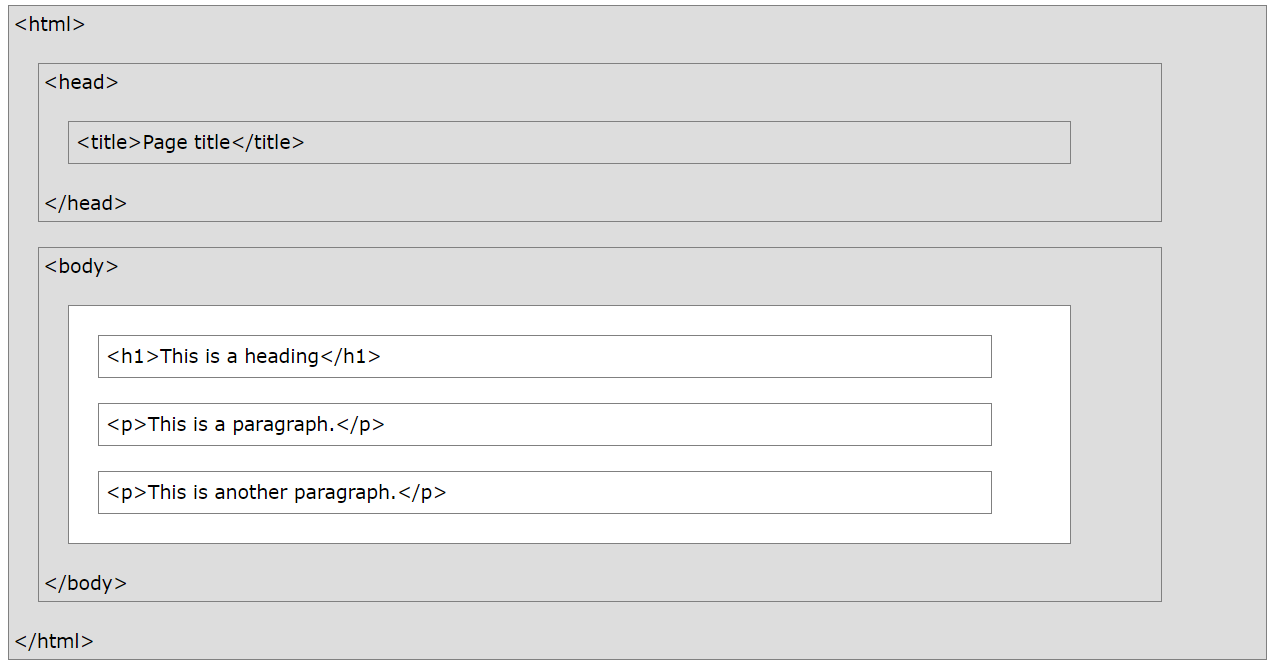 <html>
<head>
<title>Page title</title>
</head>
<body>
<h1>This is a heading</h1>
<p>This is a paragraph.</p>
<p>This is another paragraph.</p>
</body>
</html>